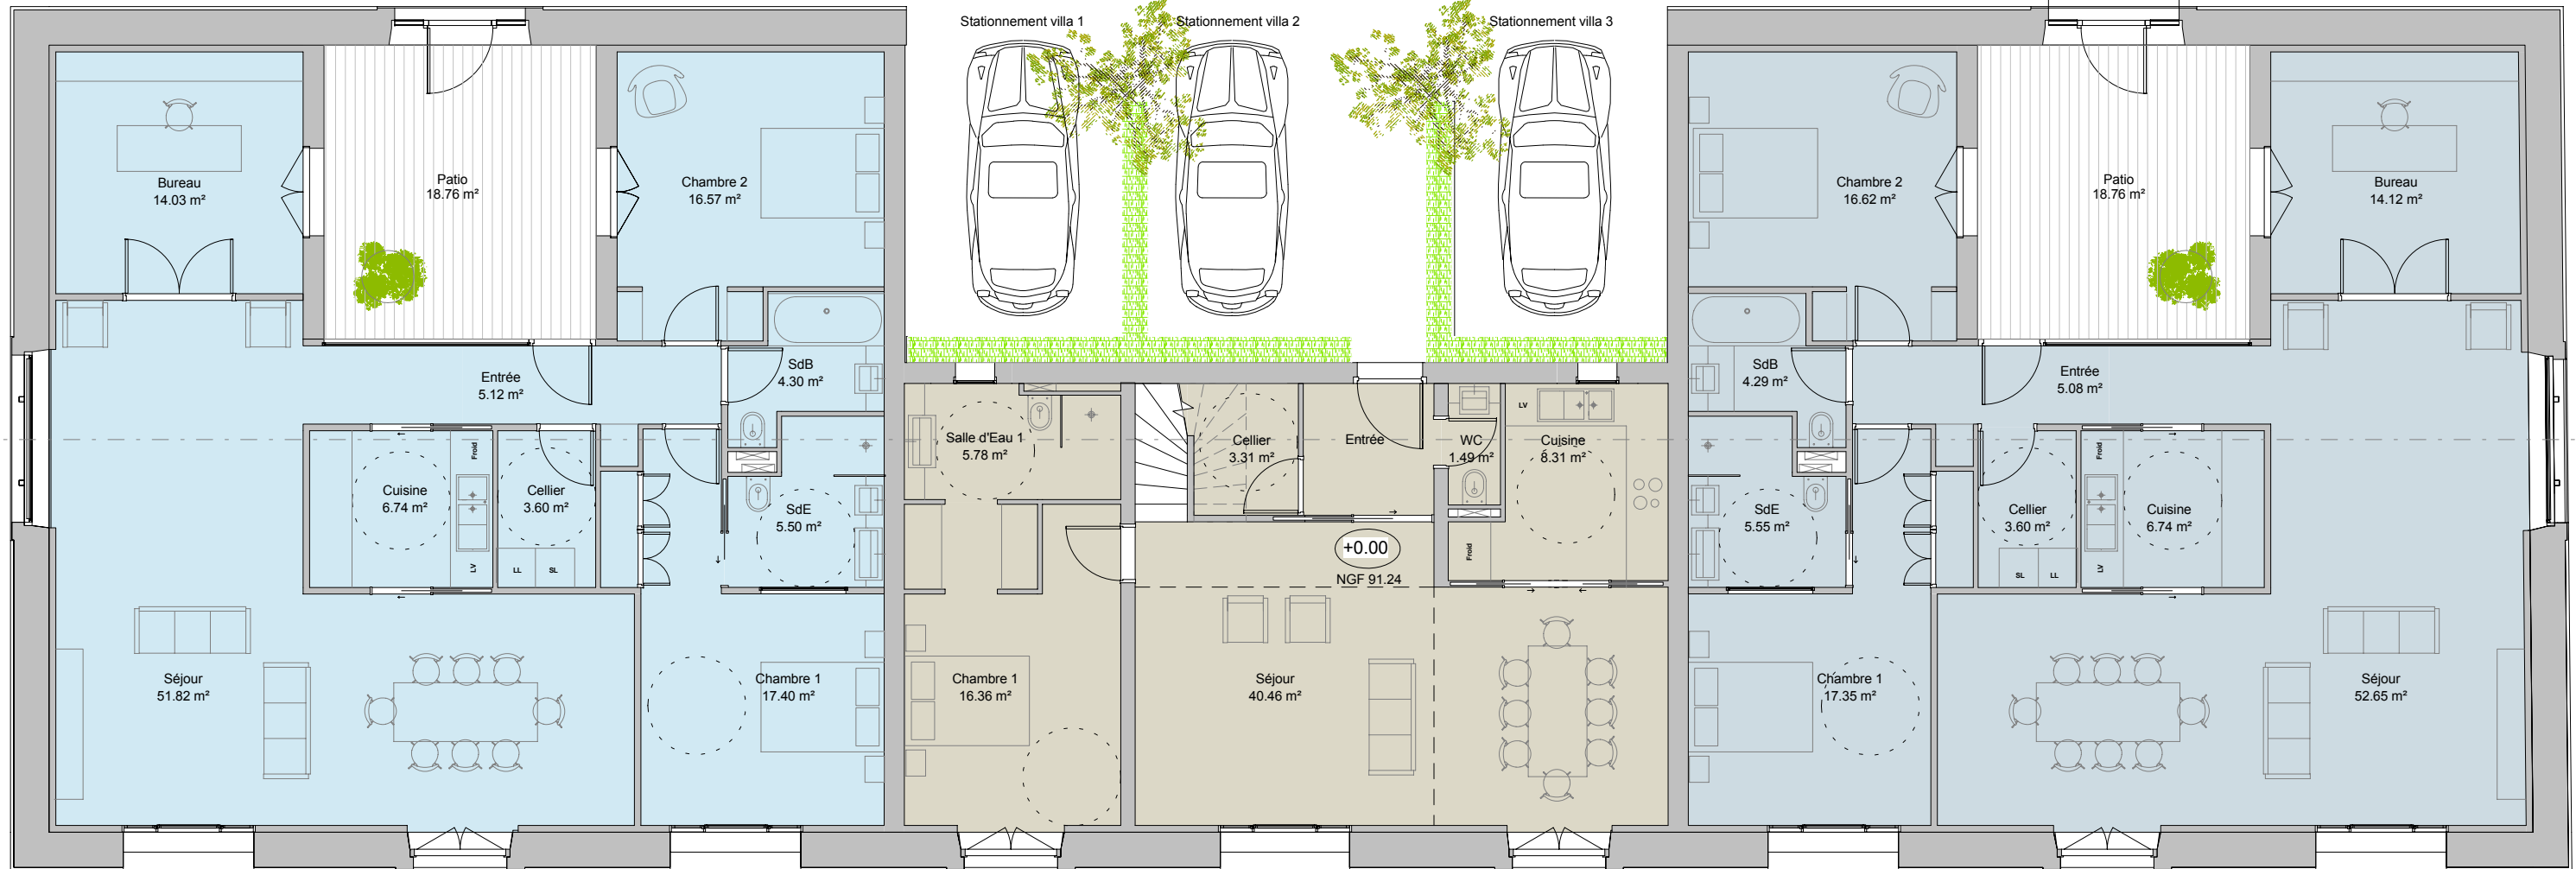 Stationnement villa 1
Stationnement villa 2
Stationnement villa 3
Bureau
14.03 m²
Patio
18.76 m²
Chambre 2
16.57 m²
Entrée
5.12 m²
SdB
4.30 m²
Cuisine
6.74 m²
Froid
LV
Cellier
3.60 m²
LL
SL
SdE
5.50 m²
Séjour
51.82 m²
Chambre 1
17.40 m²
Salle d'Eau 1
5.78 m²
Cellier
3.31 m²
Entrée
WC
1.49 m²
LV
Cuisine
8.31 m²
Froid
+0.00
NGF 91.24
Chambre 1
16.36 m²
Séjour
40.46 m²
Chambre 2
16.62 m²
Patio
18.76 m²
Bureau
14.12 m²
SdB
4.29 m²
Entrée
5.08 m²
SdE
5.55 m²
Cellier
3.60 m²
SL
LL
Froid
LV
Cuisine
6.74 m²
Chambre 1
17.35 m²
Séjour
52.65 m²